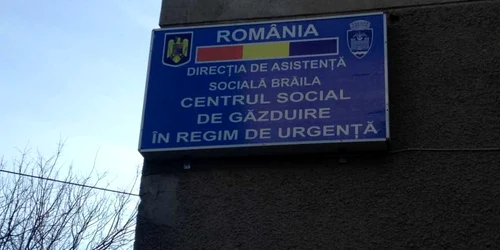 ROMÂNIA
DIRECȚIA DE ASISTENȚĂ
SOCIALĂ BRĂILA
CENTRUL SOCIAL
DE GĂZDUIRE
ÎN REGIM DE URGENȚĂ